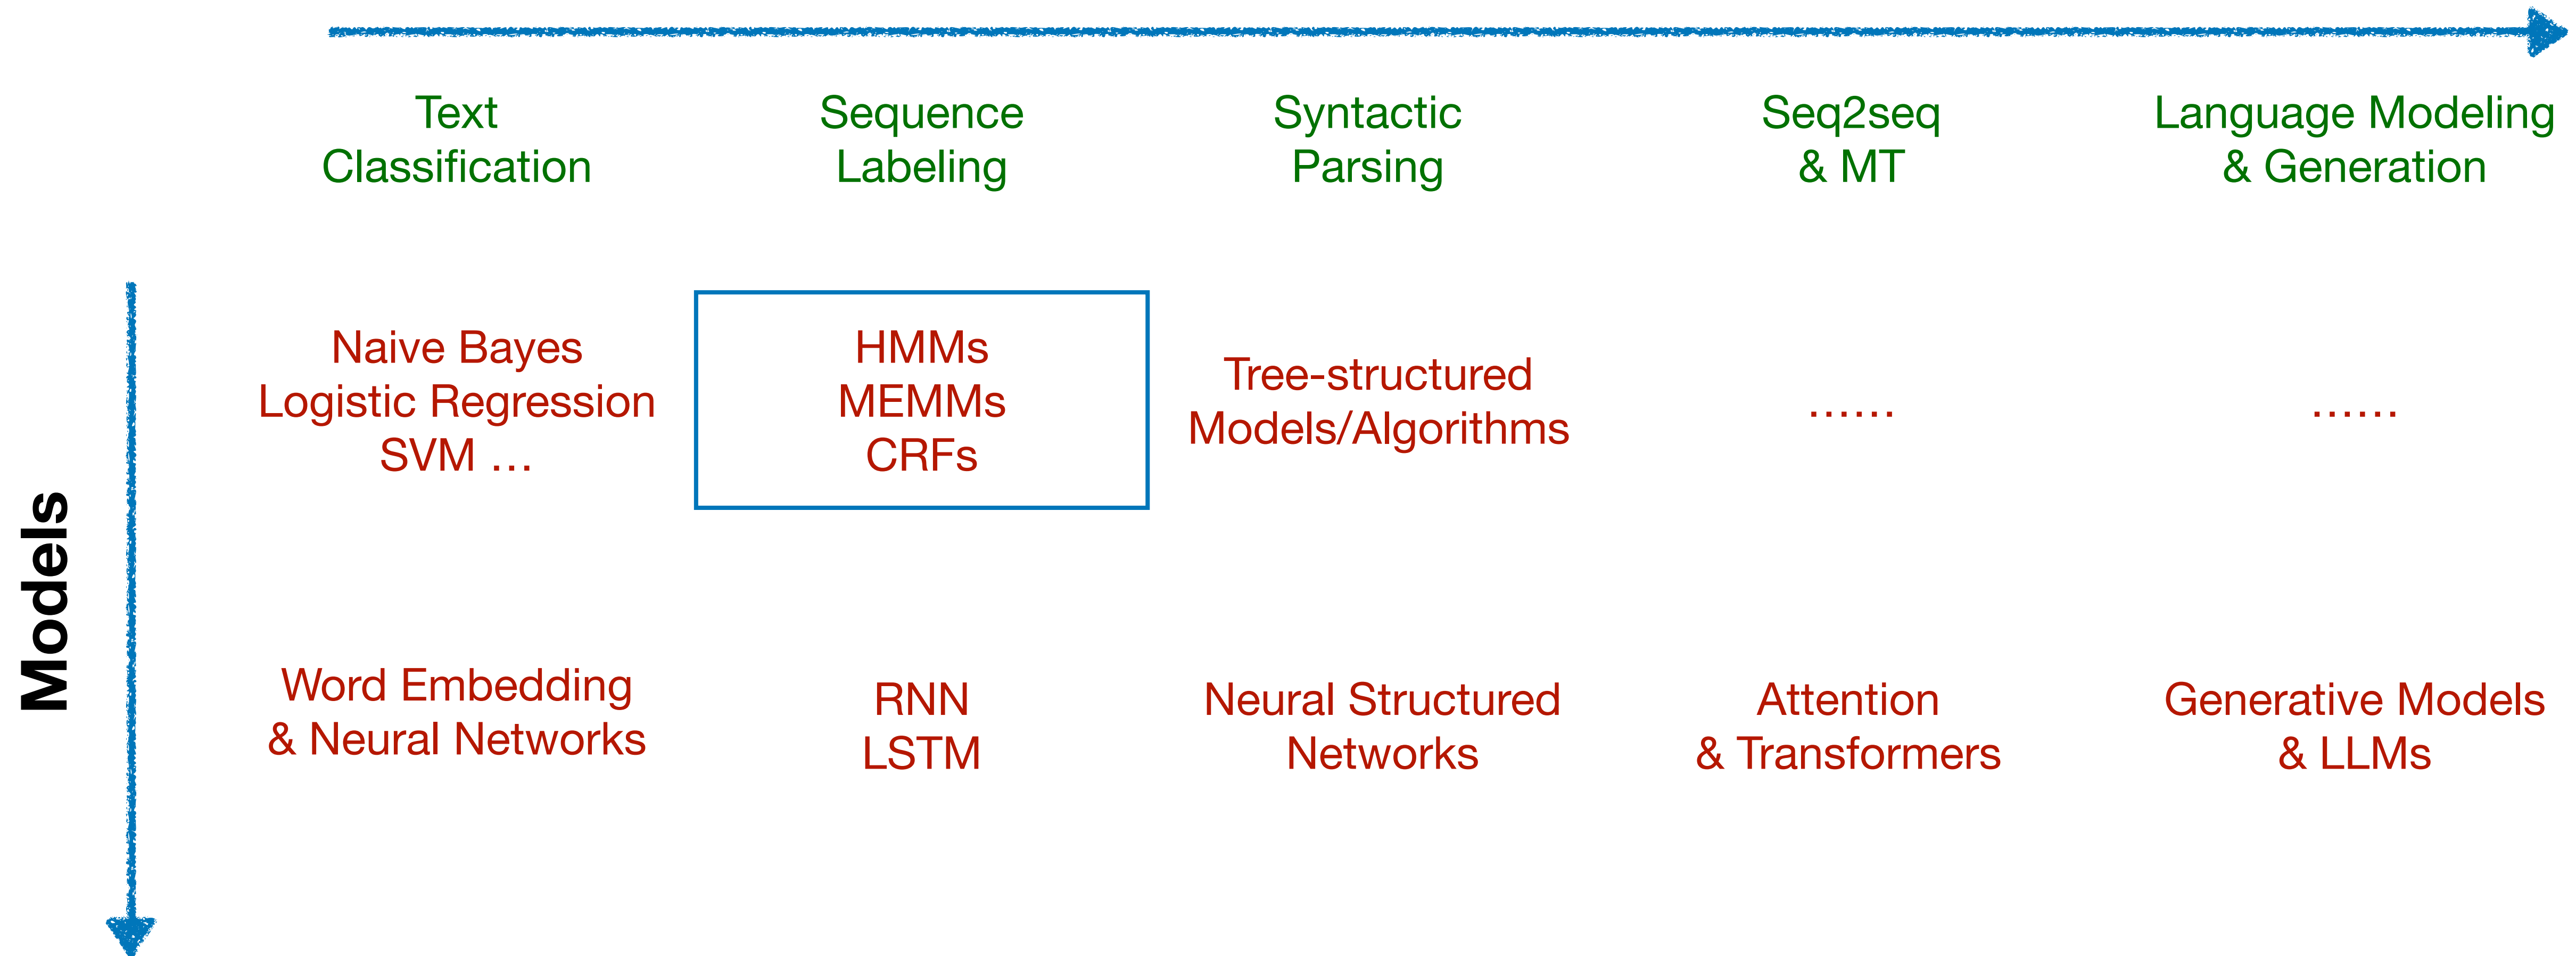 Text
Classification
Sequence
Labeling
Syntactic
Parsing
Seq2seq
& MT
Language Modeling
& Generation
Models
Naive Bayes
Logistic Regression
SVM ...
HMMs
MEMMs
CRFs
Tree-structured
Models/Algorithms
......
......
Word Embedding
& Neural Networks
RNN
LSTM
Neural Structured
Networks
Attention
& Transformers
Generative Models
& LLMs